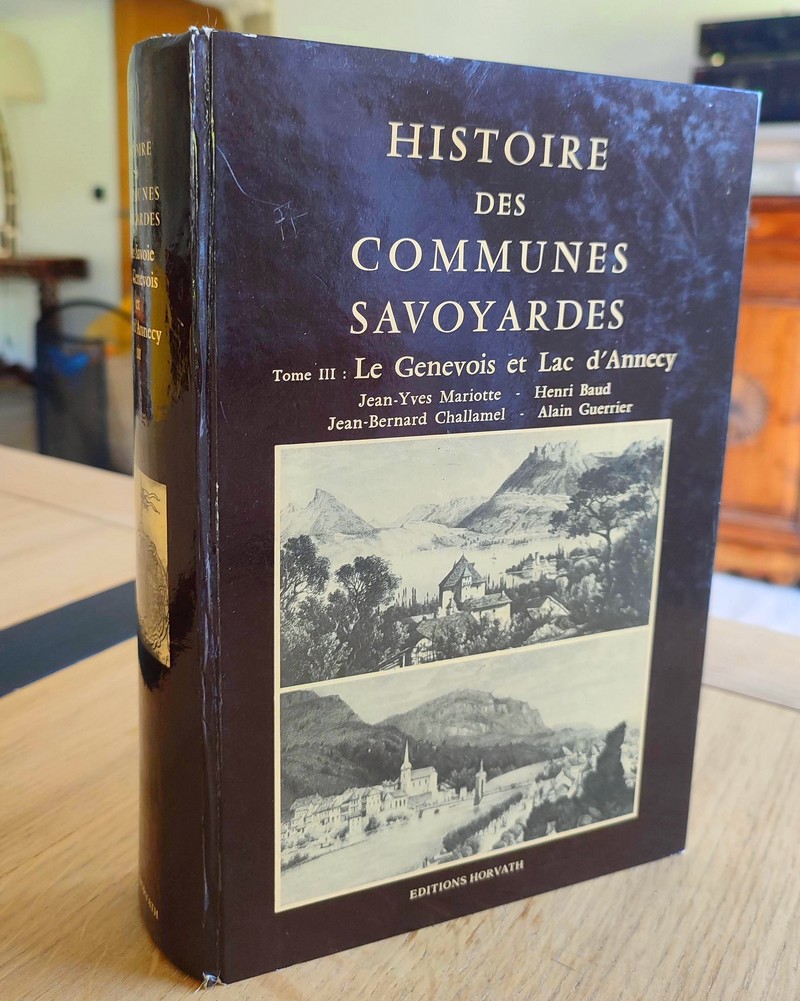 HISTOIRE
DES
COMMUNES
SAVOYARDES
Tome III : Le Genevois et Lac d'Annecy
Jean-Yves Mariotte - Henri Baud
Jean-Bernard Challamel - Alain Guerrier
EDITIONS HORVATH